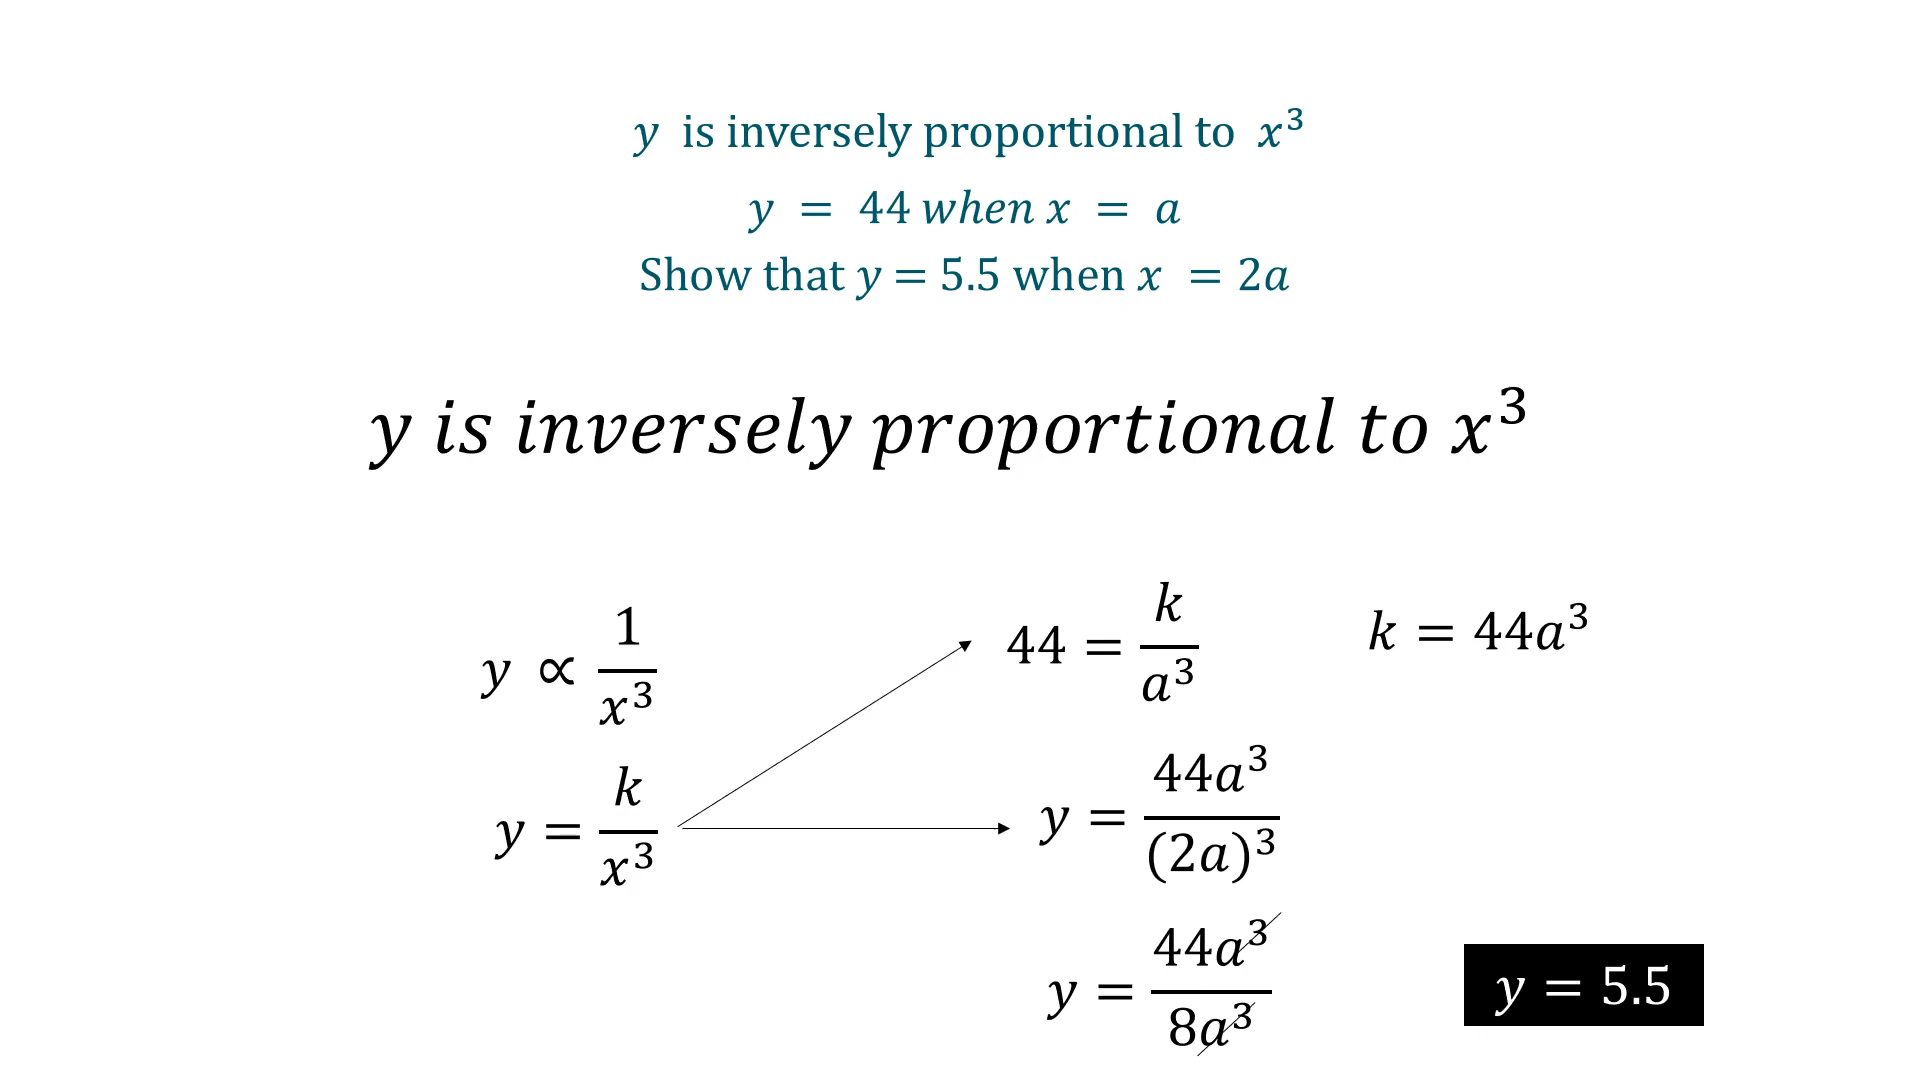 y is inversely proportional to x³
y = 44 when x = a
Show that y = 5.5 when x = 2a
y is inversely proportional to x³
y ∝ 1/x³
y = k/x³
44 = k/a³
k = 44a³
y = 44a³/(2a)³
y = 44a³/8a³
y = 5.5